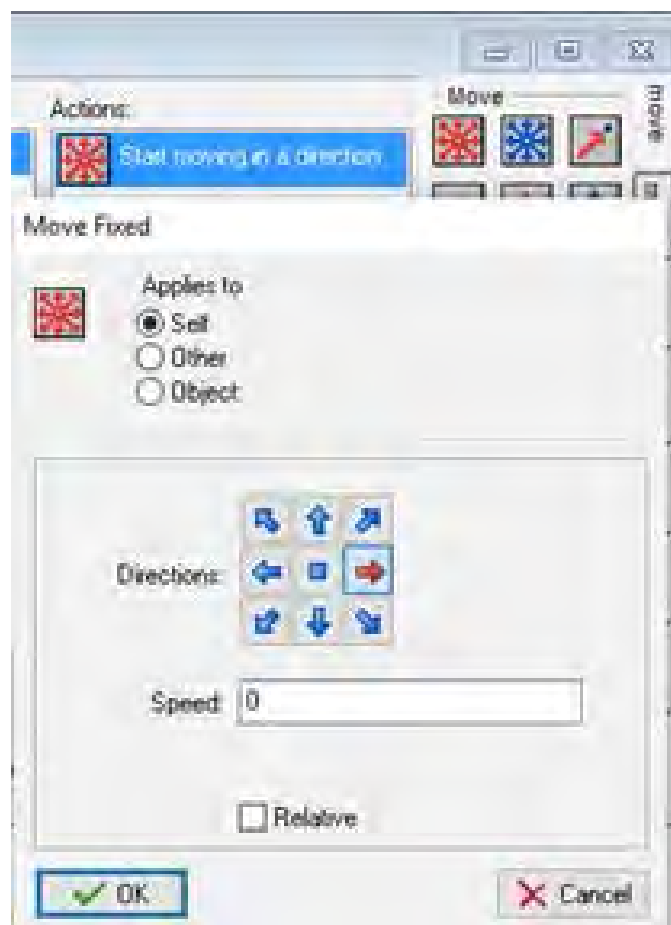 Actions:
Move
move
Start moving in a direction
Move Fixed
Applies to
Self
Other
Object
Directions:
Speed:
0
Relative
OK
Cancel